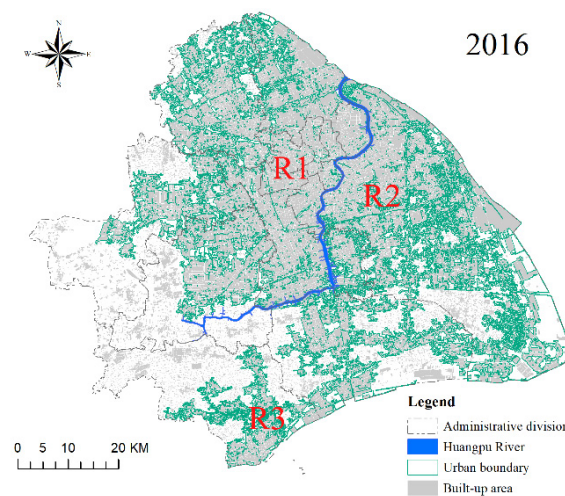 2016
N
W E
S
R1
R2
R3
Legend
Administrative division
Huangpu River
Urban boundary
Built-up area
0 5 10 20 KM